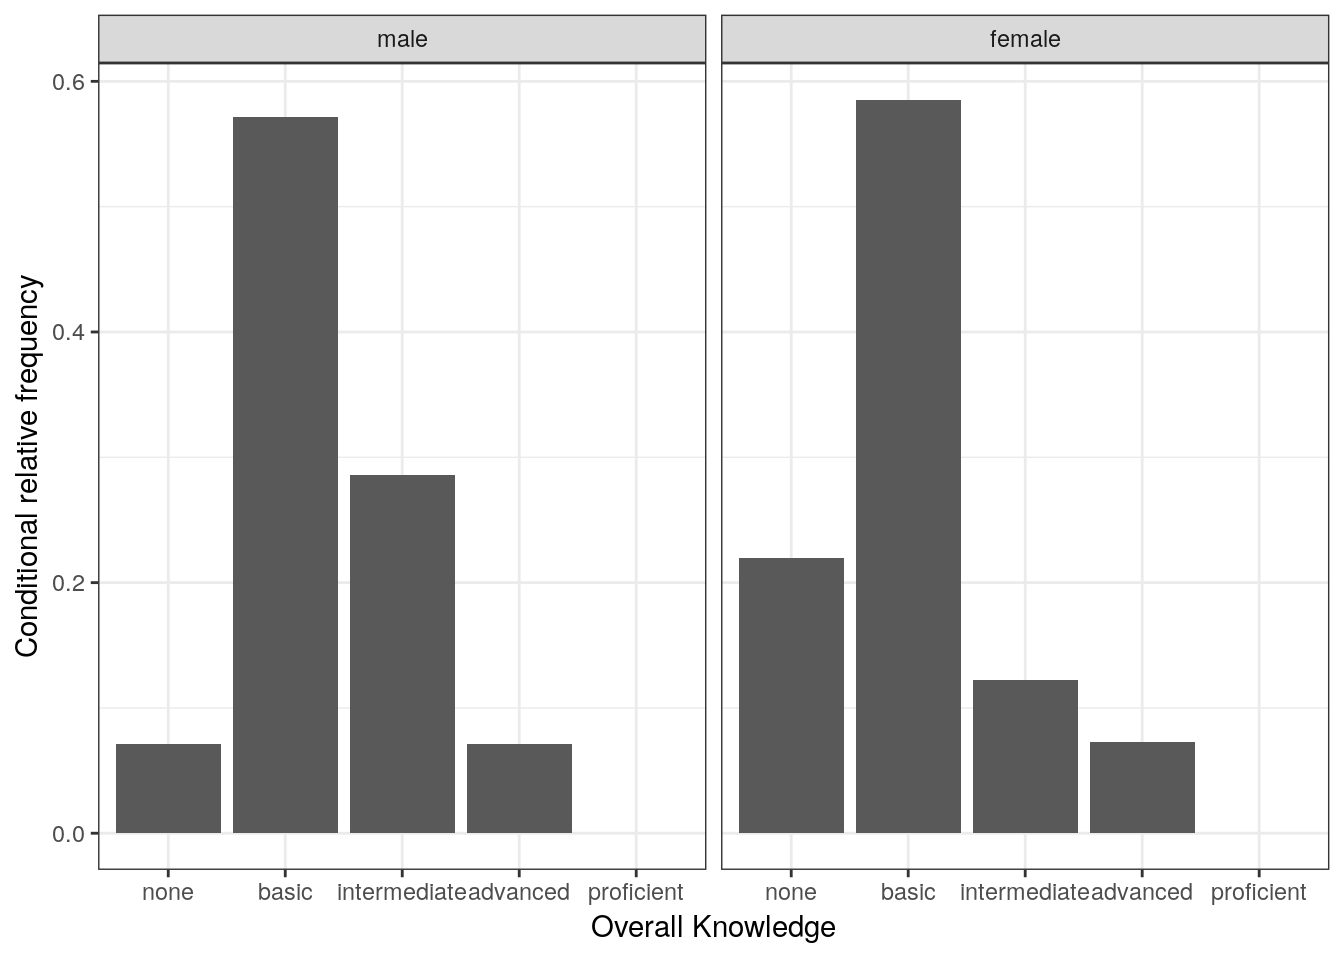 male
female
0.6
0.4
0.2
0.0
Conditional relative frequency
none basic intermediate advanced proficient
none basic intermediate advanced proficient
Overall Knowledge